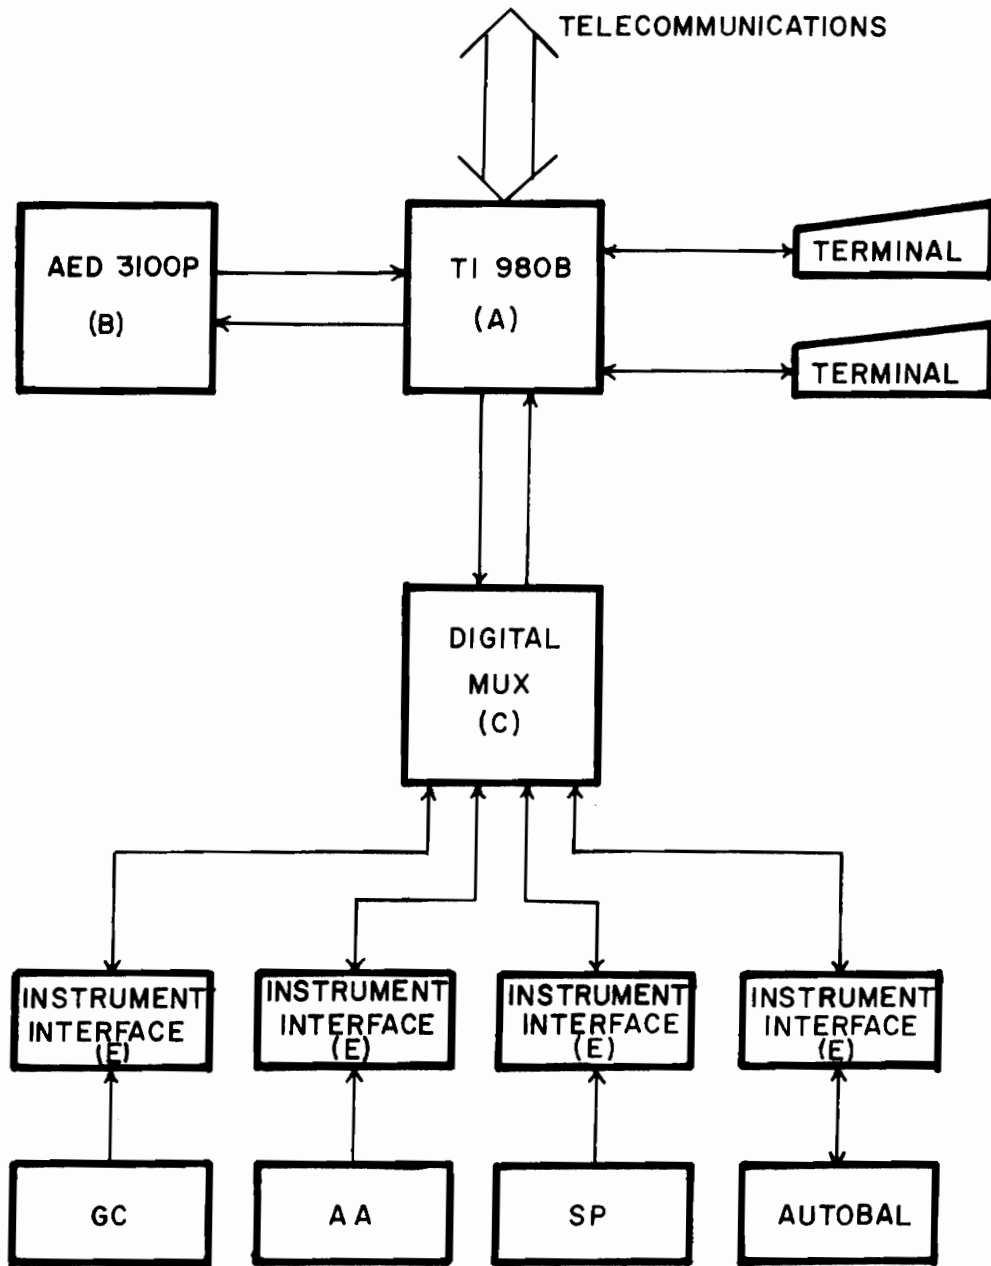 TELECOMMUNICATIONS
AED 3100P
(B)
TI 980B
(A)
TERMINAL
TERMINAL
DIGITAL
MUX
(C)
INSTRUMENT
INTERFACE
(E)
INSTRUMENT
INTERFACE
(E)
INSTRUMENT
INTERFACE
(E)
INSTRUMENT
INTERFACE
(E)
GC
AA
SP
AUTOBAL